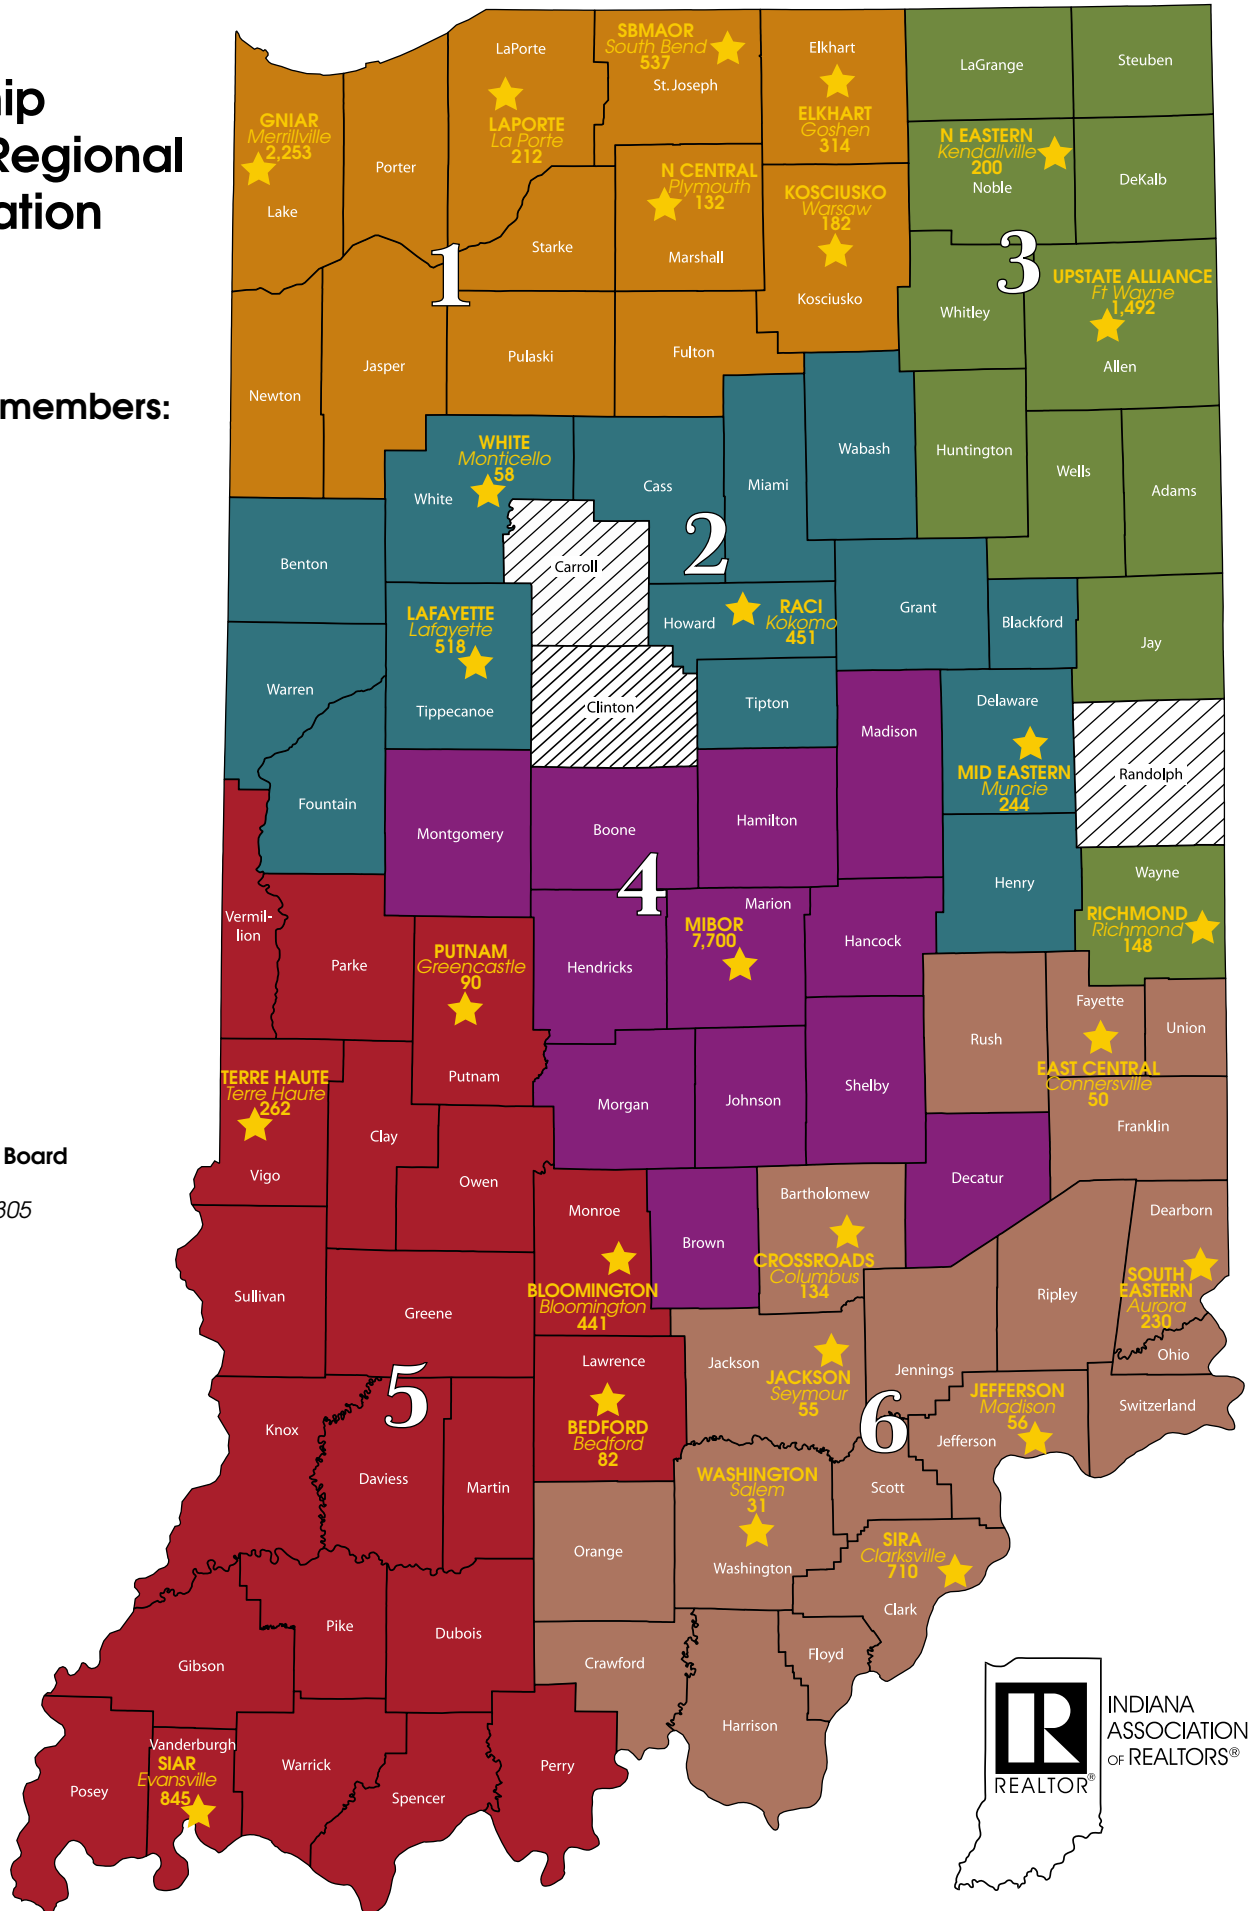 ip
Regional
ation
members:
Board
305
LaPorte
SBMAOR
South Bend
537
St. Joseph
Elkhart
ELKHART
Goshen
314
LaGrange
Steuben
GNIAR
Merrillville
2,253
Lake
Porter
LAPORTE
La Porte
212
N CENTRAL
Plymouth
132
Marshall
KOSCIUSKO
Warsaw
182
Kosciusko
N EASTERN
Kendallville
200
Noble
DeKalb
Starke
1
3
UPSTATE ALLIANCE
Ft Wayne
1,492
Allen
Whitley
Newton
Jasper
Pulaski
Fulton
WHITE
Monticello
58
White
Cass
Miami
Wabash
Huntington
Wells
Adams
2
Benton
Carroll
LAFAYETTE
Lafayette
518
Tippecanoe
Howard
RACI
Kokomo
451
Grant
Blackford
Jay
Warren
Clinton
Tipton
Madison
Delaware
MID EASTERN
Muncie
244
Randolph
Fountain
Montgomery
Boone
Hamilton
Henry
Wayne
RICHMOND
Richmond
148
4
Vermil-
lion
Parke
PUTNAM
Greencastle
90
Putnam
Hendricks
Marion
MIBOR
7,700
Hancock
Rush
Fayette
EAST CENTRAL
Connersville
50
Union
TERRE HAUTE
Terre Haute
262
Vigo
Clay
Morgan
Johnson
Shelby
Franklin
Owen
Monroe
BLOOMINGTON
Bloomington
441
Brown
Bartholomew
CROSSROADS
Columbus
134
Decatur
Dearborn
SOUTH
EASTERN
Aurora
230
Sullivan
Greene
Ripley
Ohio
Lawrence
BEDFORD
Bedford
82
Jackson
JACKSON
Seymour
55
Jennings
JEFFERSON
Madison
56
Jefferson
Switzerland
5
6
Knox
Daviess
Martin
WASHINGTON
Salem
31
Washington
Scott
Orange
SIRA
Clarksville
710
Clark
Gibson
Pike
Dubois
Crawford
Floyd
Harrison
Posey
Vanderburgh
SIAR
Evansville
845
Warrick
Spencer
Perry
R
REALTOR®
INDIANA
ASSOCIATION
OF REALTORS®